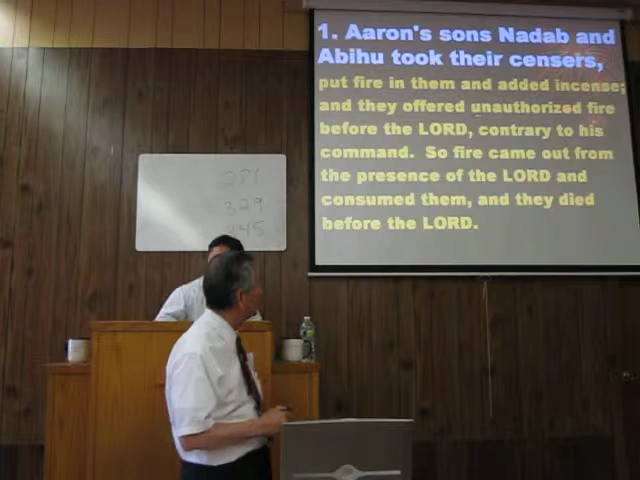 1. Aaron's sons Nadab and
Abihu took their censers,
put fire in them and added incense;
and they offered unauthorized fire
before the LORD, contrary to his
command. So fire came out from
the presence of the LORD and
consumed them, and they died
before the LORD.
281
329
245